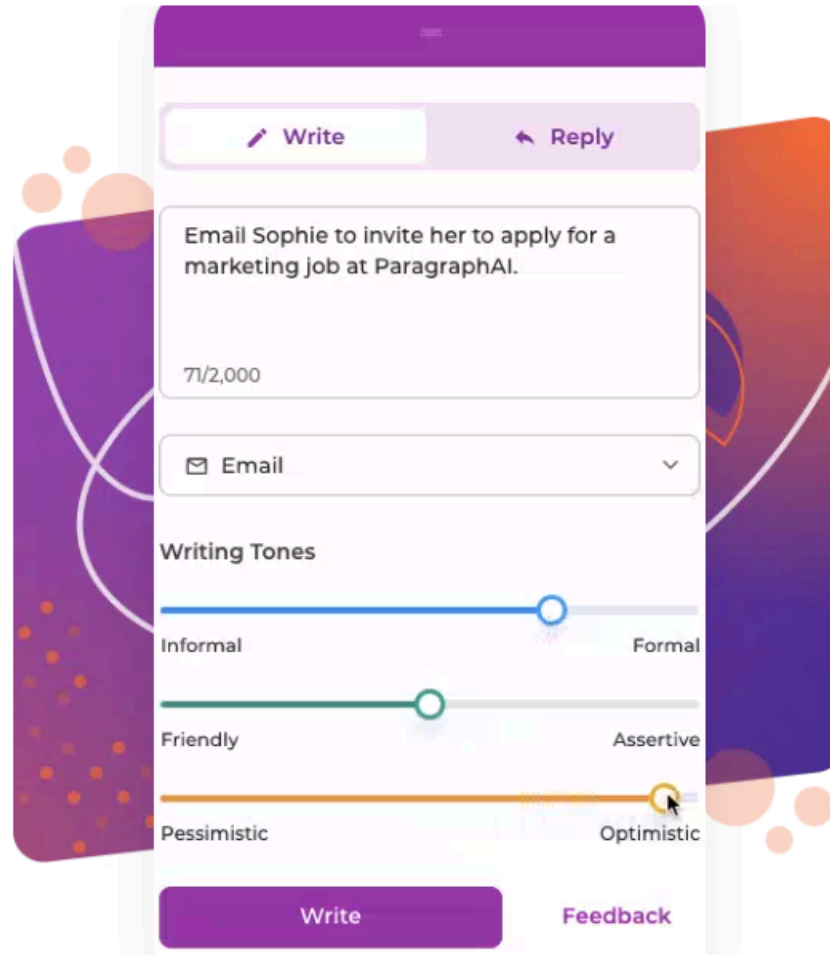 Write
Reply
Email Sophie to invite her to apply for a
marketing job at ParagraphAI.
71/2,000
Email
Writing Tones
Informal
Formal
Friendly
Assertive
Pessimistic
Optimistic
Write
Feedback